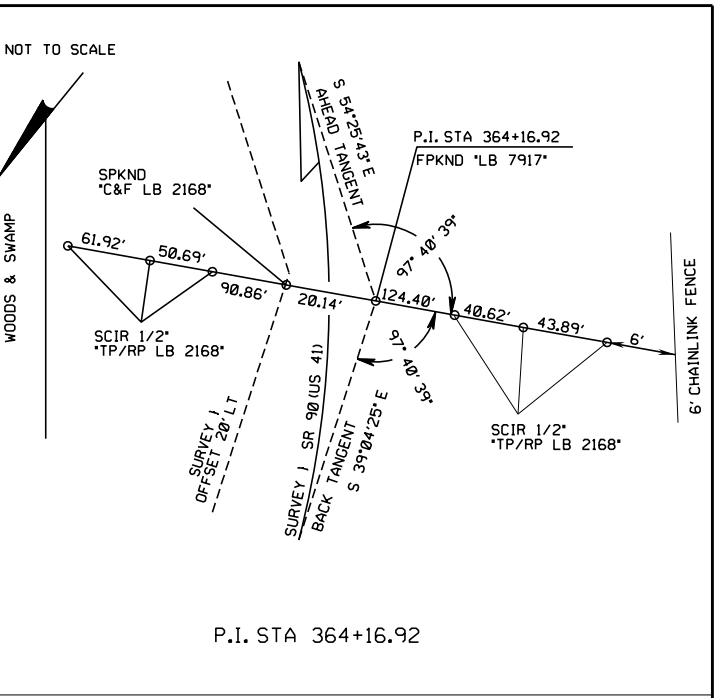 NOT TO SCALE
S 54°25'43" E
AHEAD TANGENT
P.I. STA 364+16.92
FPKND "LB 7917"
SPKND
"C&F LB 2168"
WOODS & SWAMP
61.92'
50.69'
90.86'
20.14'
124.40'
40.62'
43.89'
6'
97° 40' 39"
97° 40' 39"
6' CHAINLINK FENCE
SCIR 1/2"
"TP/RP LB 2168"
SCIR 1/2"
"TP/RP LB 2168"
SURVEY 1
OFFSET 20' LT
SURVEY 1 SR 90 (US 41)
BACK TANGENT
S 39°04'25" E
P.I. STA 364+16.92